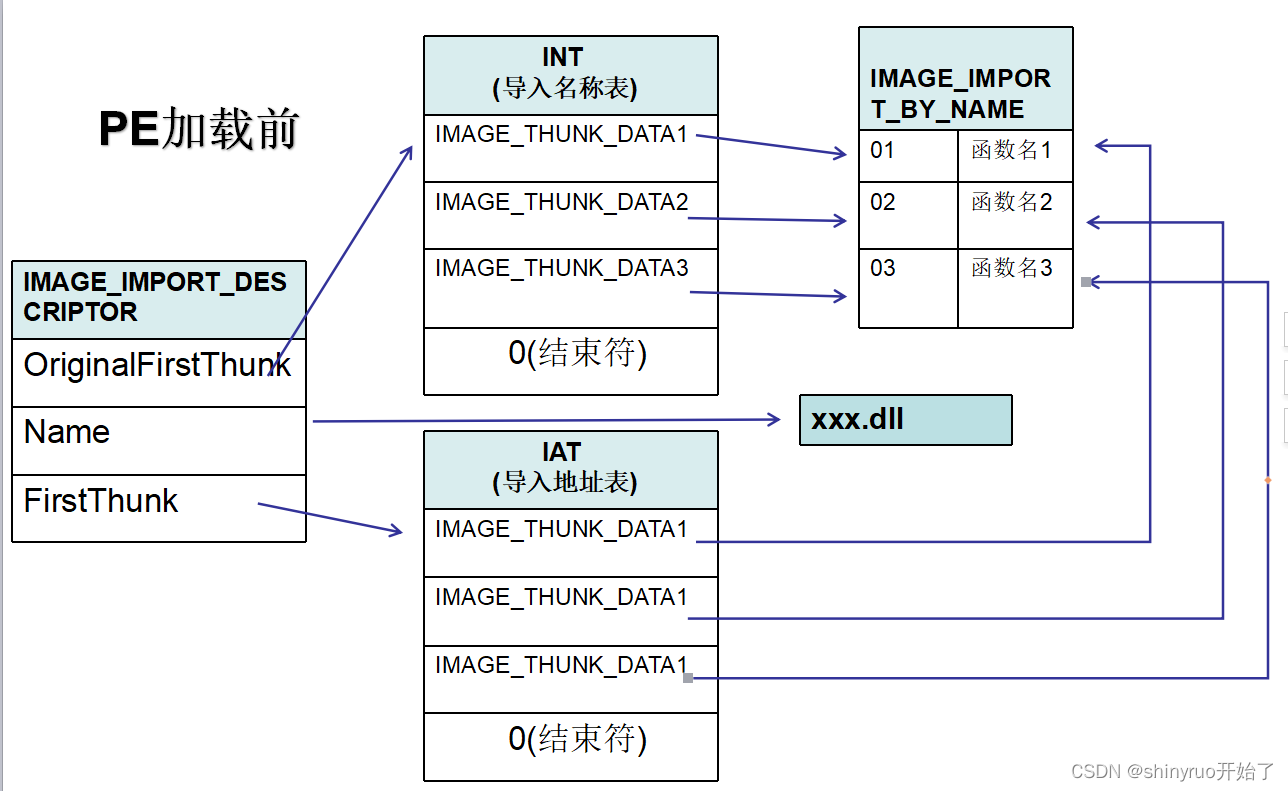 PE加载前
IMAGE_IMPORT_DES
CRIPTOR
OriginalFirstThunk
Name
FirstThunk
INT
(导入名称表)
IMAGE_THUNK_DATA1
IMAGE_THUNK_DATA2
IMAGE_THUNK_DATA3
0(结束符)
IMAGE_IMPOR
T_BY_NAME
01 函数名1
02 函数名2
03 函数名3
xxx.dll
IAT
(导入地址表)
IMAGE_THUNK_DATA1
IMAGE_THUNK_DATA1
IMAGE_THUNK_DATA1
0(结束符)
CSDN @shinyruo开始了